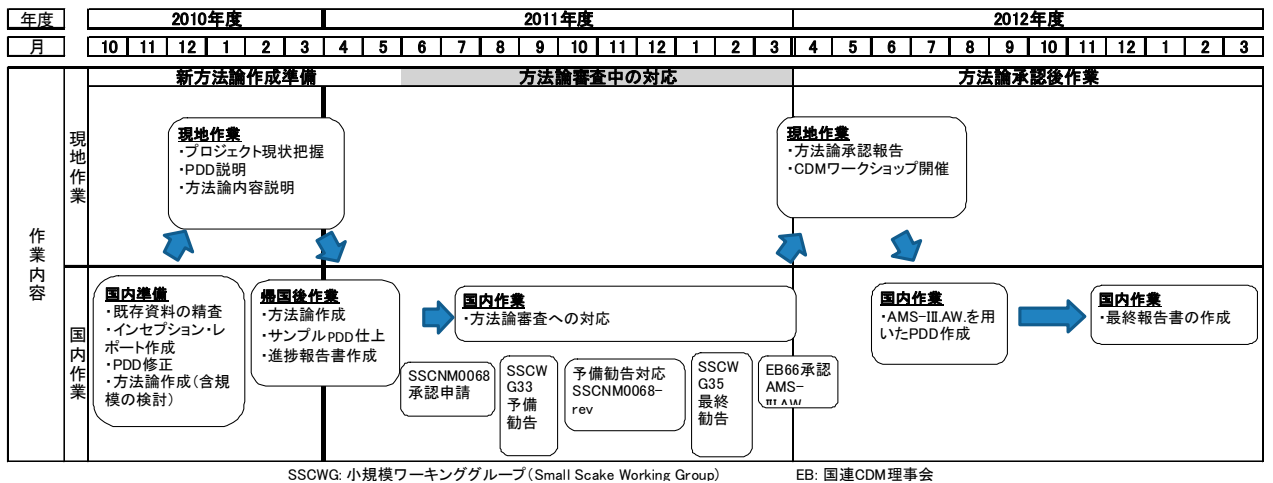 年度 2010年度 2011年度 2012年度
月 10 11 12 1 2 3 4 5 6 7 8 9 10 11 12 1 2 3 4 5 6 7 8 9 10 11 12 1 2 3
新方法論作成準備 方法論審査中の対応 方法論承認後作業
作業内容
現地作業
現地作業
・プロジェクト現状把握
・PDD説明
・方法論内容説明
現地作業
・方法論承認報告
・CDMワークショップ開催
国内作業
国内準備
・既存資料の精査
・インセプション・レ
ポート作成
・PDD修正
・方法論作成(含規
模の検討)
帰国後作業
・方法論作成
・サンプルPDD仕上
・進捗報告書作成
国内作業
・方法論審査への対応
SSCNM0068
承認申請
SSCW
G33
予備
勧告
予備勧告対応
SSCNM0068-
rev
SSCW
G35
最終
勧告
EB66承認
AMS-
III.AW
国内作業
・AMS-III.AW.を用
いたPDD作成
国内作業
・最終報告書の作成
SSCWG: 小規模ワーキンググループ(Small Scake Working Group) EB: 国連CDM理事会